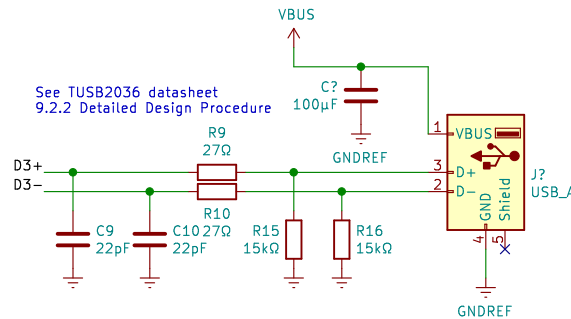 VBUS
See TUSB2036 datasheet
9.2.2 Detailed Design Procedure
C?
100µF
GNDREF
R9
27Ω
D3+
D3-
R10
27Ω
C9
22pF
C10
22pF
R15
15kΩ
R16
15kΩ
1
3
2
VBUS
D+
D-
GND
Shield
4
5
J?
USB_A
GNDREF